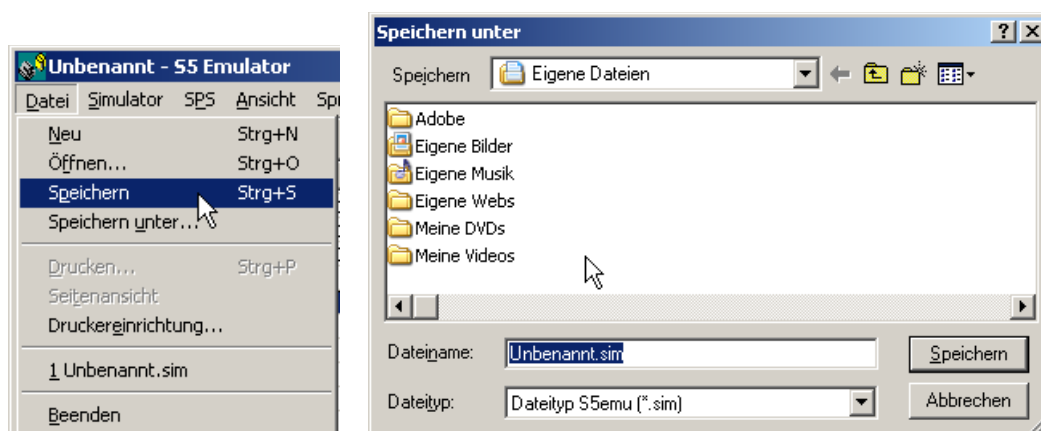 Unbenannt - S5 Emulator
Datei Simulator SPS Ansicht
Neu Strg+N
Öffnen... Strg+O
Speichern Strg+S
Speichern unter...
Drucken... Strg+P
Seitenansicht
Druckereinrichtung...
1 Unbenannt.sim
Beenden
Speichern unter
Speichern Eigene Dateien
Adobe
Eigene Bilder
Eigene Musik
Eigene Webs
Meine DVDs
Meine Videos
Dateiname: Unbenannt.sim Speichern
Dateityp: Dateityp S5emu (*.sim) Abbrechen